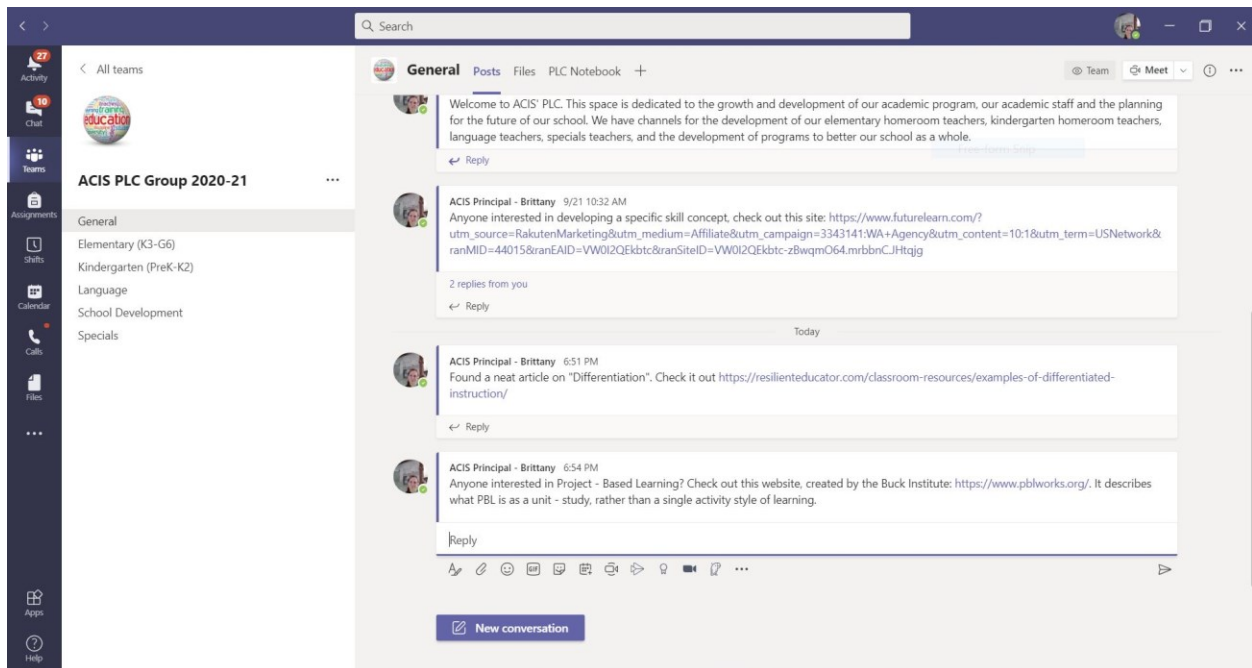 Search
27
Activity
10
Chat
Teams
Assignments
Shifts
Calendar
Calls
Files
Apps
Help
All teams
education
ACIS PLC Group 2020-21
General
Elementary (K3-G6)
Kindergarten (PreK-K2)
Language
School Development
Specials
General Posts Files PLC Notebook
Team Meet
Welcome to ACIS' PLC. This space is dedicated to the growth and development of our academic program, our academic staff and the planning
for the future of our school. We have channels for the development of our elementary homeroom teachers, kindergarten homeroom teachers,
language teachers, specials teachers, and the development of programs to better our school as a whole.
Free-form Snip
Reply
ACIS Principal - Brittany 9/21 10:32 AM
Anyone interested in developing a specific skill concept, check out this site: https://www.futurelearn.com/?
utm_source=RakutenMarketing&utm_medium=Affiliate&utm_campaign=3343141:WA+Agency&utm_content=10:1&utm_term=USNetwork&
ranMID=44015&ranEAID=VW0I2QEkbtc&ranSiteID=VW0I2QEkbtc-zBwqmO64.mrbbnCJHtqjg
2 replies from you
Reply
Today
ACIS Principal - Brittany 6:51 PM
Found a neat article on "Differentiation". Check it out https://resilienteducator.com/classroom-resources/examples-of-differentiated-
instruction/
Reply
ACIS Principal - Brittany 6:54 PM
Anyone interested in Project - Based Learning? Check out this website, created by the Buck Institute: https://www.pblworks.org/. It describes
what PBL is as a unit - study, rather than a single activity style of learning.
Reply
GIF
New conversation